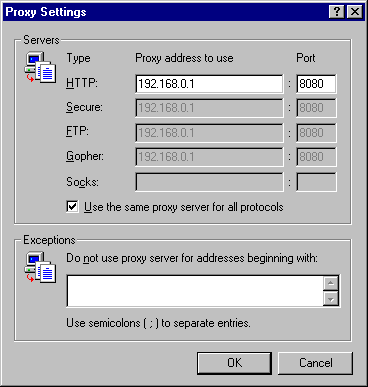 Proxy Settings
Servers
Type Proxy address to use Port
HTTP: 192.168.0.1 : 8080
Secure: 192.168.0.1 : 8080
FTP: 192.168.0.1 : 8080
Gopher: 192.168.0.1 : 8080
Socks: :
Use the same proxy server for all protocols
Exceptions
Do not use proxy server for addresses beginning with:
Use semicolons ( ; ) to separate entries.
OK Cancel